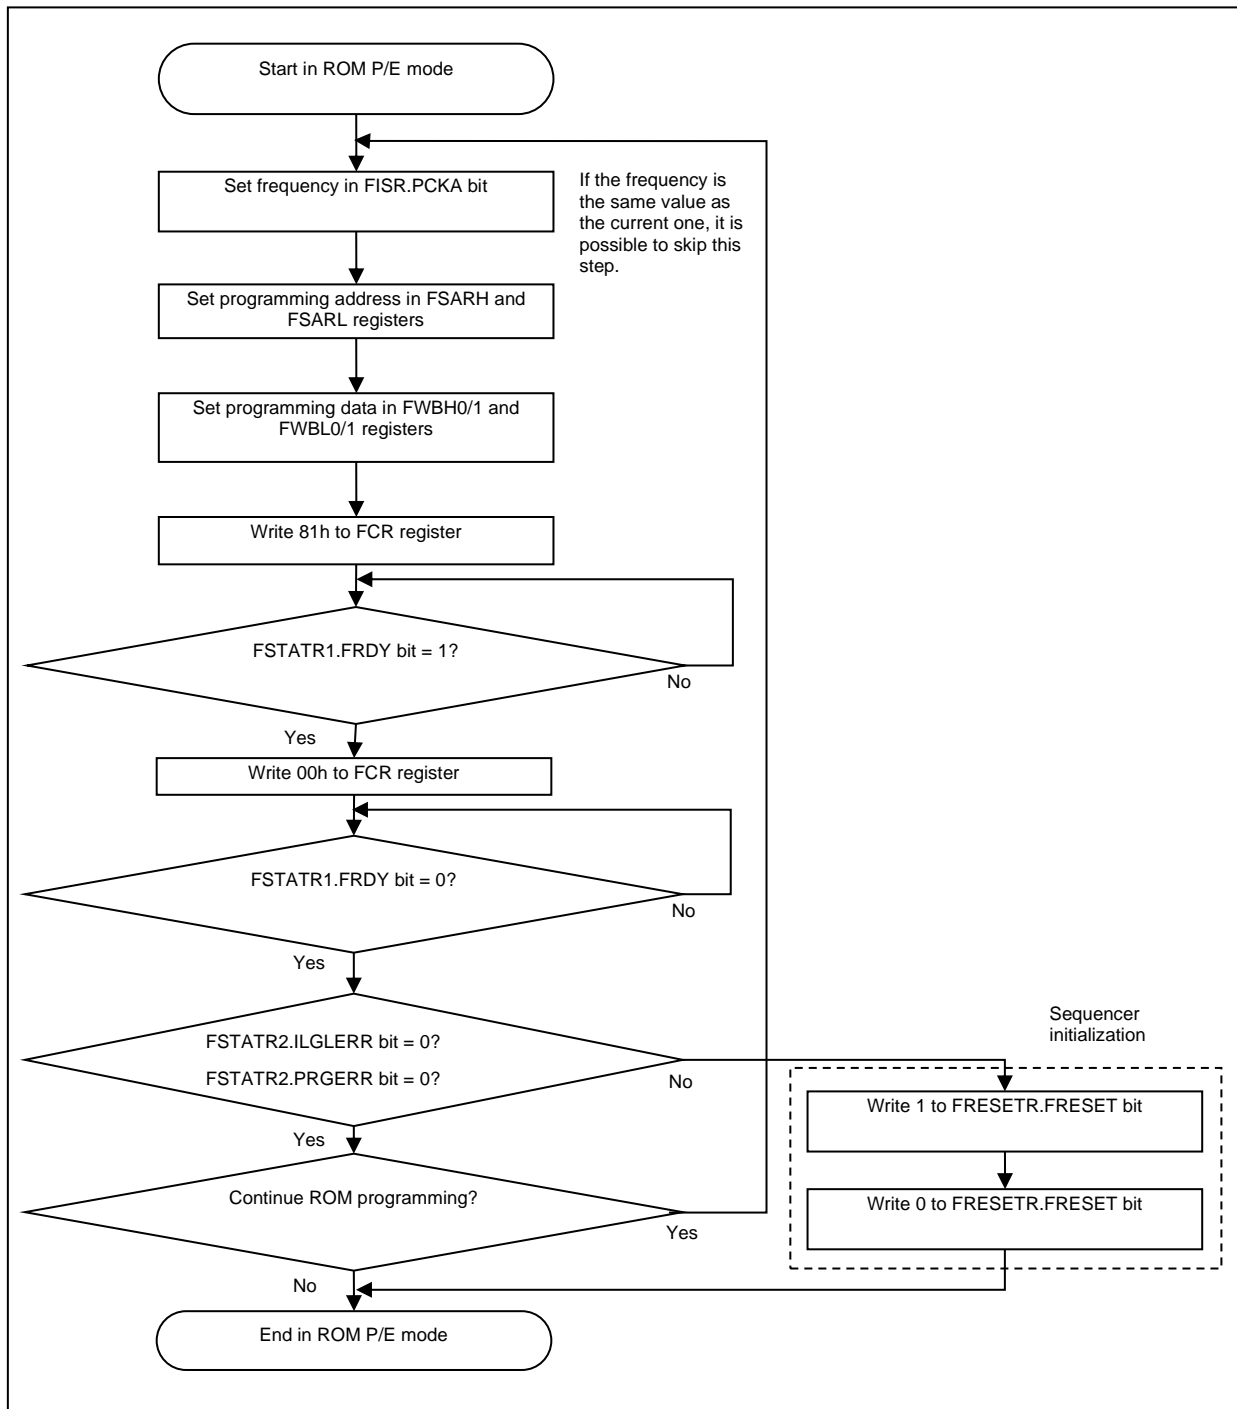 Start in ROM P/E mode
Set frequency in FISR.PCKA bit
If the frequency is
the same value as
the current one, it is
possible to skip this
step.
Set programming address in FSARH and
FSARL registers
Set programming data in FWBH0/1 and
FWBL0/1 registers
Write 81h to FCR register
FSTATR1.FRDY bit = 1?
No
Yes
Write 00h to FCR register
FSTATR1.FRDY bit = 0?
No
Yes
FSTATR2.ILGLERR bit = 0?
FSTATR2.PRGERR bit = 0?
No
Yes
Sequencer
initialization
Write 1 to FRESETR.FRESET bit
Write 0 to FRESETR.FRESET bit
Continue ROM programming?
Yes
No
End in ROM P/E mode